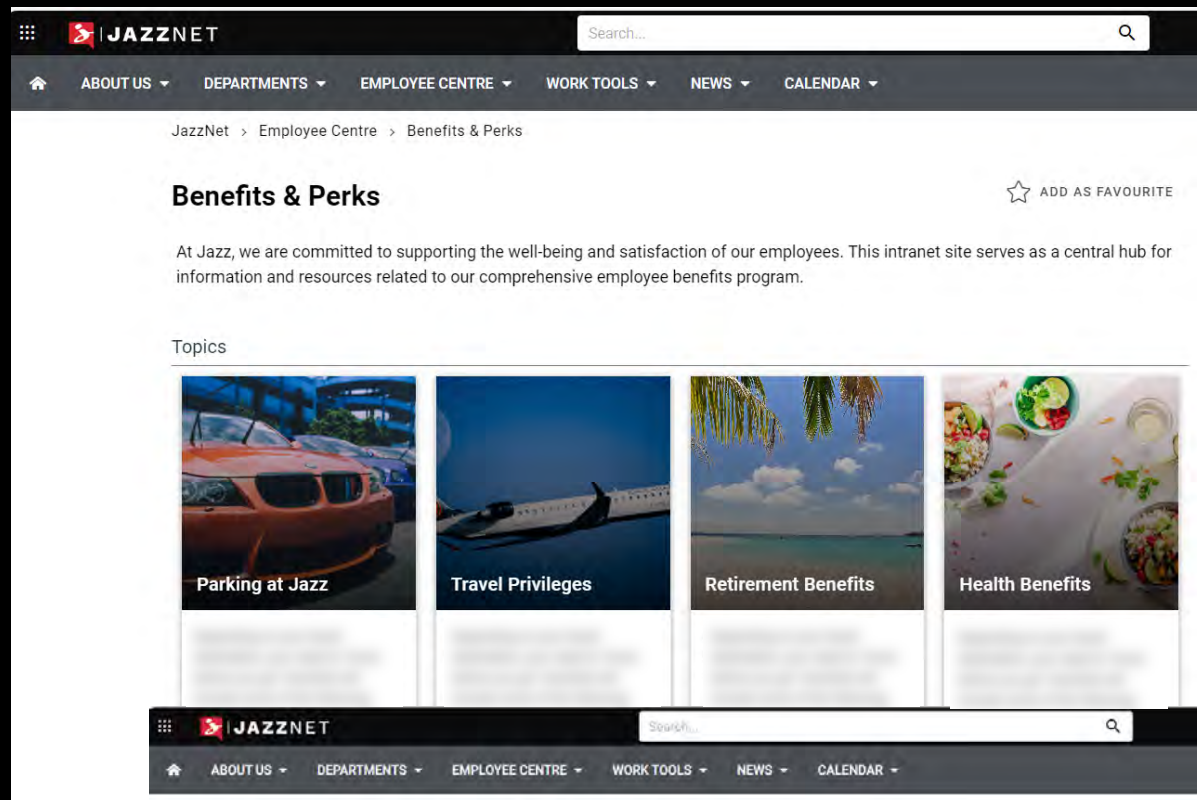 JAZZNET
Search...
ABOUT US DEPARTMENTS EMPLOYEE CENTRE WORK TOOLS NEWS CALENDAR
JazzNet > Employee Centre > Benefits & Perks
Benefits & Perks
ADD AS FAVOURITE
At Jazz, we are committed to supporting the well-being and satisfaction of our employees. This intranet site serves as a central hub for
information and resources related to our comprehensive employee benefits program.
Topics
Parking at Jazz
Travel Privileges
Retirement Benefits
Health Benefits
JAZZNET
Search...
ABOUT US DEPARTMENTS EMPLOYEE CENTRE WORK TOOLS NEWS CALENDAR